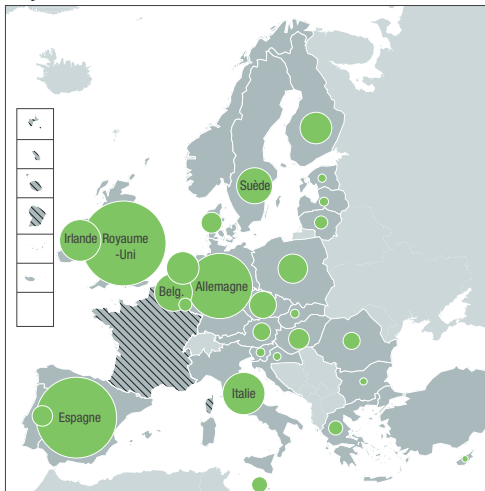 Suède
Irlande
Royaume
-Uni
Belg.
Allemagne
Italie
Espagne